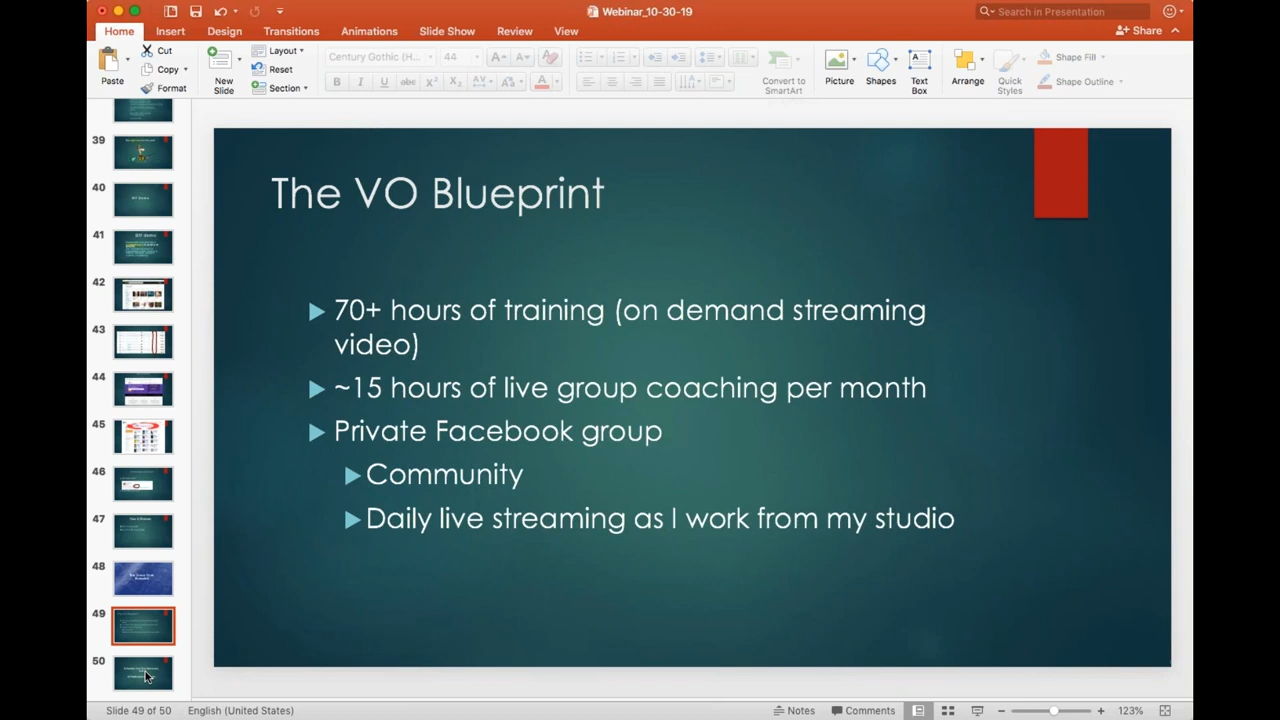 Webinar_10-30-19
Search in Presentation
Home Insert Design Transitions Animations Slide Show Review View
Share
Paste
Cut
Copy
Format
New Slide
Layout
Reset
Section
Century Gothic (H... 44
Convert to SmartArt
Picture
Shapes
Text Box
Arrange
Quick Styles
Shape Fill
Shape Outline
39
40
41
42
43
44
45
46
47
48
49
50
The VO Blueprint
70+ hours of training (on demand streaming
video)
~15 hours of live group coaching per month
Private Facebook group
Community
Daily live streaming as I work from my studio
Slide 49 of 50 English (United States)
Notes Comments 123%